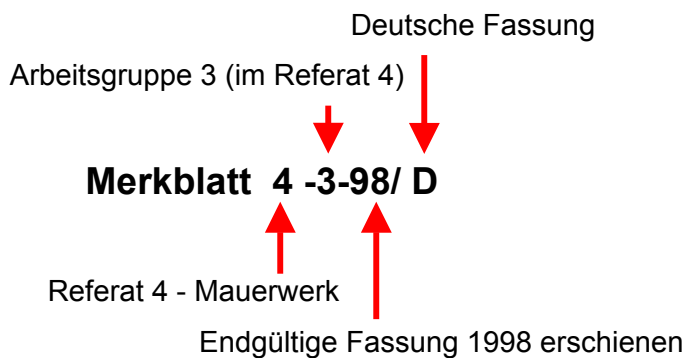 Deutsche Fassung
Arbeitsgruppe 3 (im Referat 4)
Merkblatt 4 -3-98/ D
Referat 4 - Mauerwerk
Endgültige Fassung 1998 erschienen